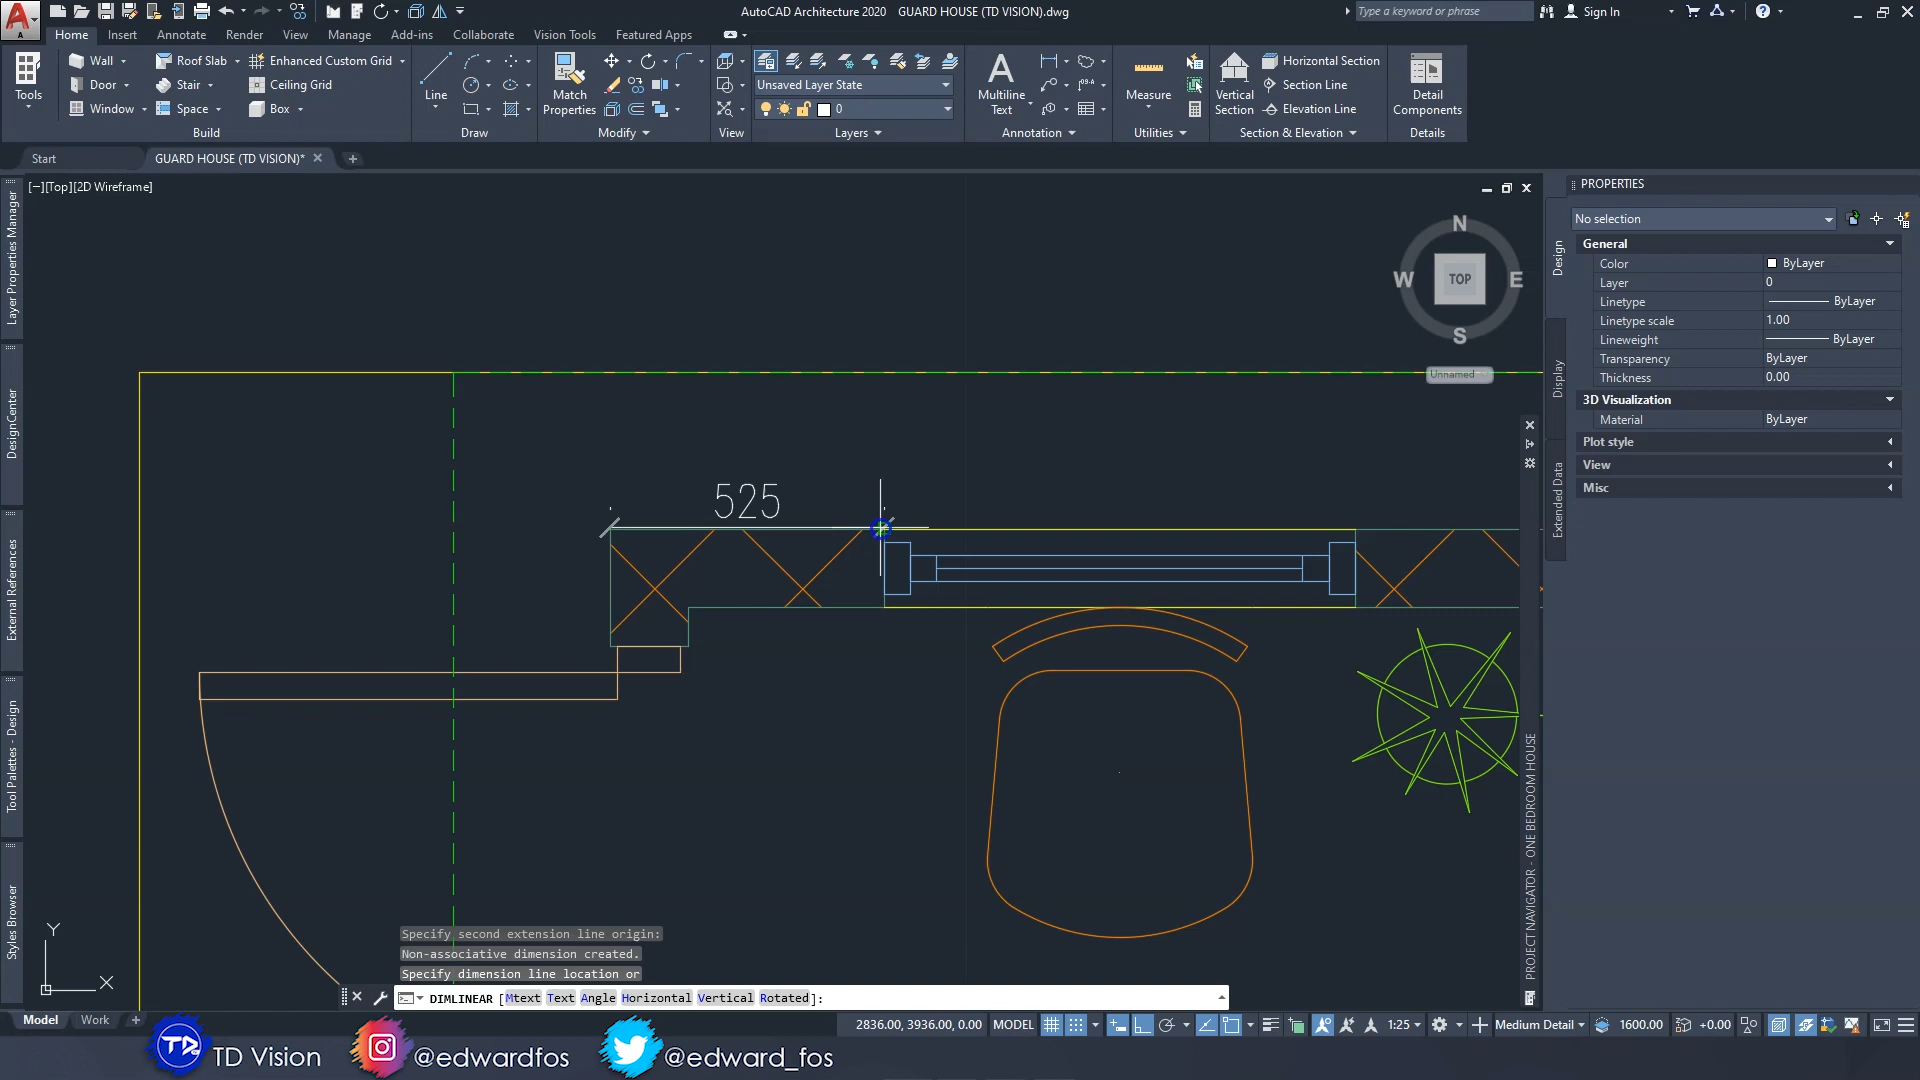 AutoCAD Architecture 2020 GUARD HOUSE (TD VISION).dwg
Type a keyword or phrase
Sign In
Home Insert Annotate Render View Manage Add-ins Collaborate Vision Tools Featured Apps
Tools
Wall
Door
Window
Roof Slab
Stair
Space
Enhanced Custom Grid
Ceiling Grid
Box
Build
Line
Draw
Match
Properties
Modify
View
Unsaved Layer State
0
Layers
A
Multiline
Text
Annotation
Measure
Utilities
Vertical
Section
Horizontal Section
Section Line
Elevation Line
Section & Elevation
Detail
Components
Details
Start
GUARD HOUSE (TD VISION)*
[−][Top][2D Wireframe]
Layer Properties Manager
DesignCenter
External References
Tool Palettes - Design
Styles Browser
N
W
TOP
E
S
Unnamed
525
PROJECT NAVIGATOR - ONE BEDROOM HOUSE
Design
Display
Extended Data
PROPERTIES
No selection
General
Color ByLayer
Layer 0
Linetype ByLayer
Linetype scale 1.00
Lineweight ByLayer
Transparency ByLayer
Thickness 0.00
3D Visualization
Material ByLayer
Plot style
View
Misc
Y
X
Specify second extension line origin:
Non-associative dimension created.
Specify dimension line location or
DIMLINEAR [Mtext Text Angle Horizontal Vertical Rotated]:
Model Work
2836.00, 3936.00, 0.00 MODEL 1:25 Medium Detail 1600.00 +0.00
TD Vision @edwardfos @edward_fos